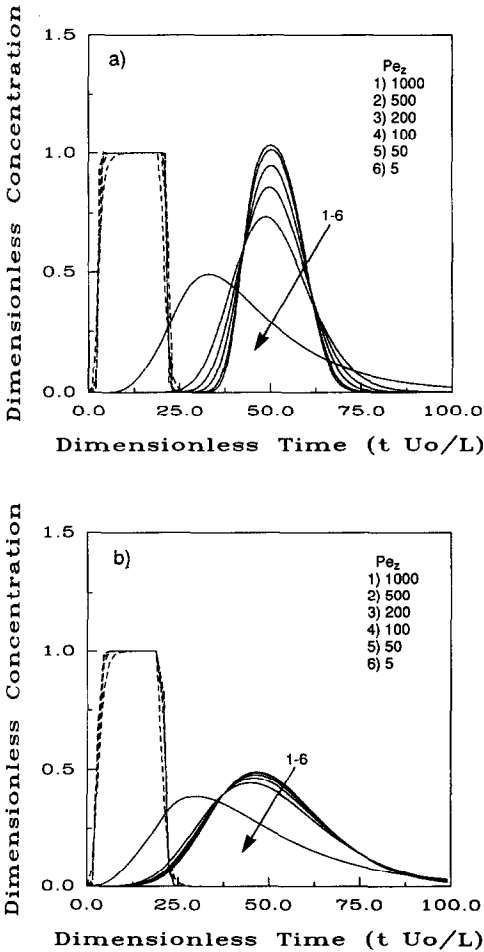 1.5
a)
Pez
1) 1000
2) 500
3) 200
4) 100
5) 50
6) 5
1.0
1-6
0.5
0.0
Dimensionless Concentration
0.0 25.0 50.0 75.0 100.0
Dimensionless Time (t Uo/L)
1.5
b)
Pez
1) 1000
2) 500
3) 200
4) 100
5) 50
6) 5
1.0
1-6
0.5
0.0
Dimensionless Concentration
0.0 25.0 50.0 75.0 100.0
Dimensionless Time (t Uo/L)